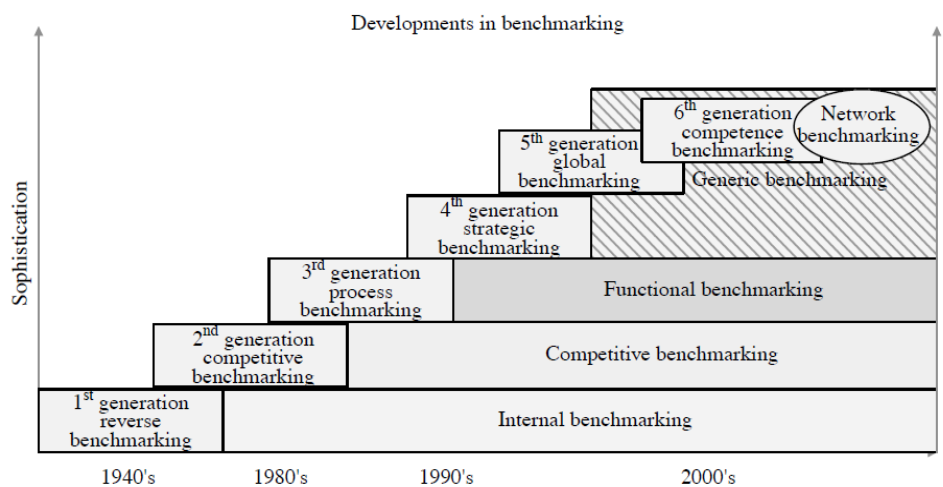 Developments in benchmarking
Sophistication
6th generation
competence
benchmarking
Network
benchmarking
5th generation
global
benchmarking
Generic benchmarking
4th generation
strategic
benchmarking
3rd generation
process
benchmarking
Functional benchmarking
2nd generation
competitive
benchmarking
Competitive benchmarking
1st generation
reverse
benchmarking
Internal benchmarking
1940's 1980's 1990's 2000's